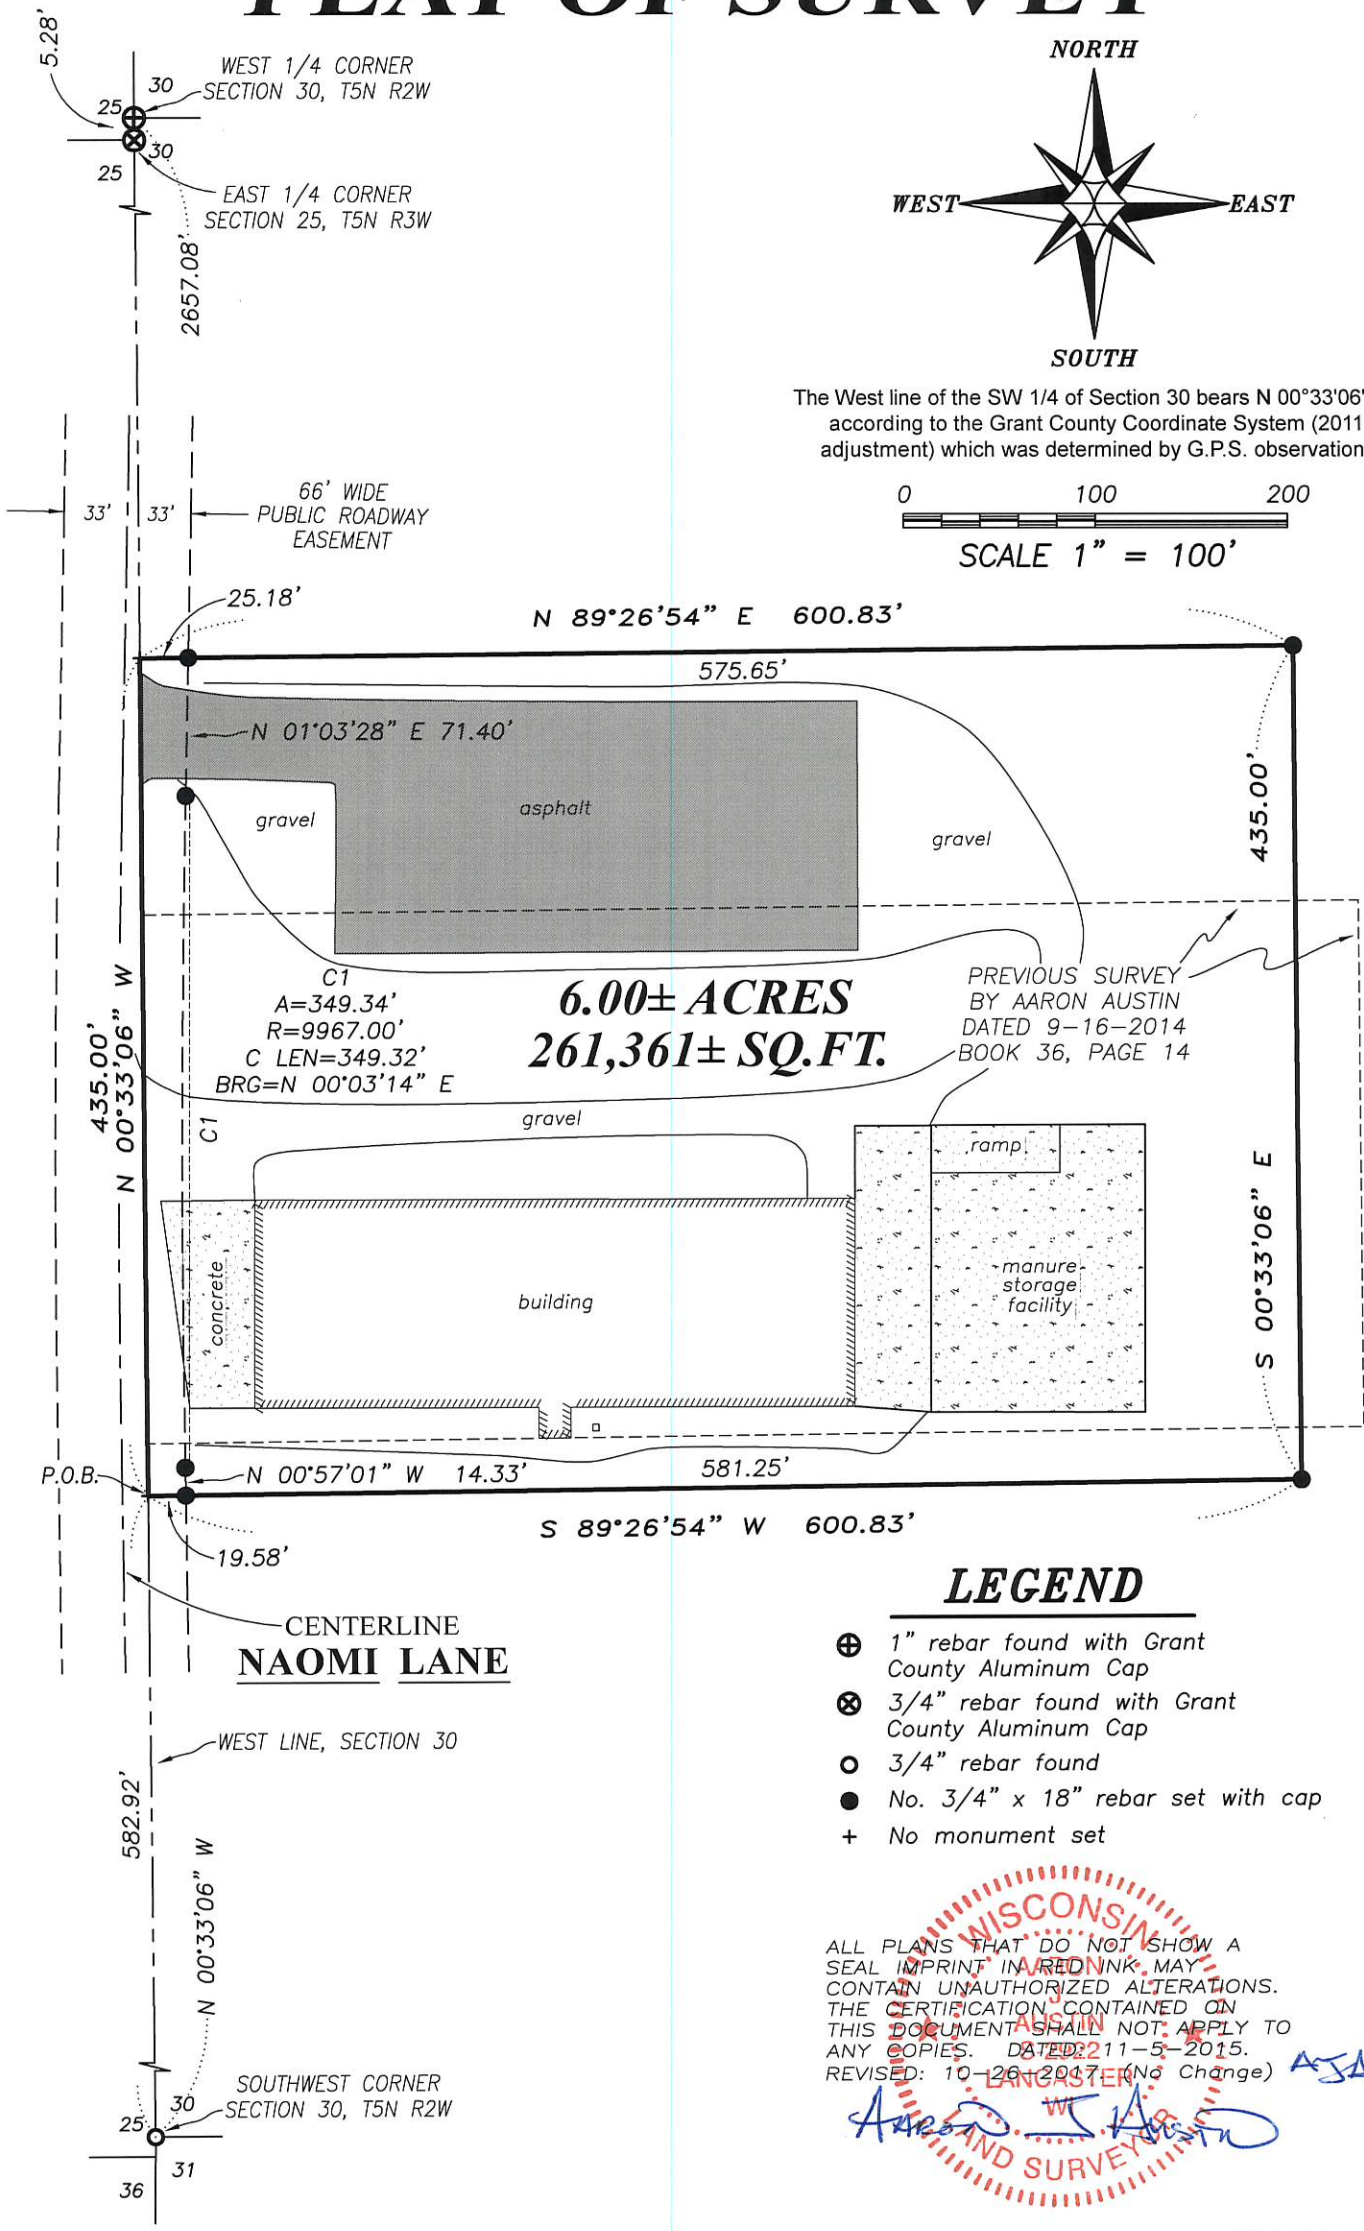 PLAT OF SURVEY
5.28'
WEST 1/4 CORNER
SECTION 30, T5N R2W
30
25
30
25
EAST 1/4 CORNER
SECTION 25, T5N R3W
2657.08'
NORTH
WEST
EAST
SOUTH
The West line of the SW 1/4 of Section 30 bears N 00°33'06"
according to the Grant County Coordinate System (2011
adjustment) which was determined by G.P.S. observation
0 100 200
SCALE 1" = 100'
33' 33'
66' WIDE
PUBLIC ROADWAY
EASEMENT
25.18'
N 89°26'54" E 600.83'
575.65'
N 01°03'28" E 71.40'
gravel
asphalt
gravel
435.00'
S 00°33'06" E
435.00'
N 00°33'06" W
C1
A=349.34'
R=9967.00'
C LEN=349.32'
BRG=N 00°03'14" E
6.00± ACRES
261,361± SQ.FT.
PREVIOUS SURVEY
BY AARON AUSTIN
DATED 9-16-2014
BOOK 36, PAGE 14
C1
gravel
ramp
concrete
building
manure
storage
facility
P.O.B.
N 00°57'01" W 14.33'
581.25'
S 89°26'54" W 600.83'
19.58'
CENTERLINE
NAOMI LANE
WEST LINE, SECTION 30
582.92'
N 00°33'06" W
SOUTHWEST CORNER
SECTION 30, T5N R2W
30
25
31
36
LEGEND
1" rebar found with Grant
County Aluminum Cap
3/4" rebar found with Grant
County Aluminum Cap
3/4" rebar found
No. 3/4" x 18" rebar set with cap
+ No monument set
ALL PLANS THAT DO NOT SHOW A
SEAL IMPRINT IN RED INK MAY
CONTAIN UNAUTHORIZED ALTERATIONS.
THE CERTIFICATION CONTAINED ON
THIS DOCUMENT SHALL NOT APPLY TO
ANY COPIES. DATED: 11-5-2015.
REVISED: 10-26-2017. (No Change)
AJA
WISCONSIN
AARON
J.
AUSTIN
LANCASTER
WI
LAND SURVEYOR
Aaron J Austin